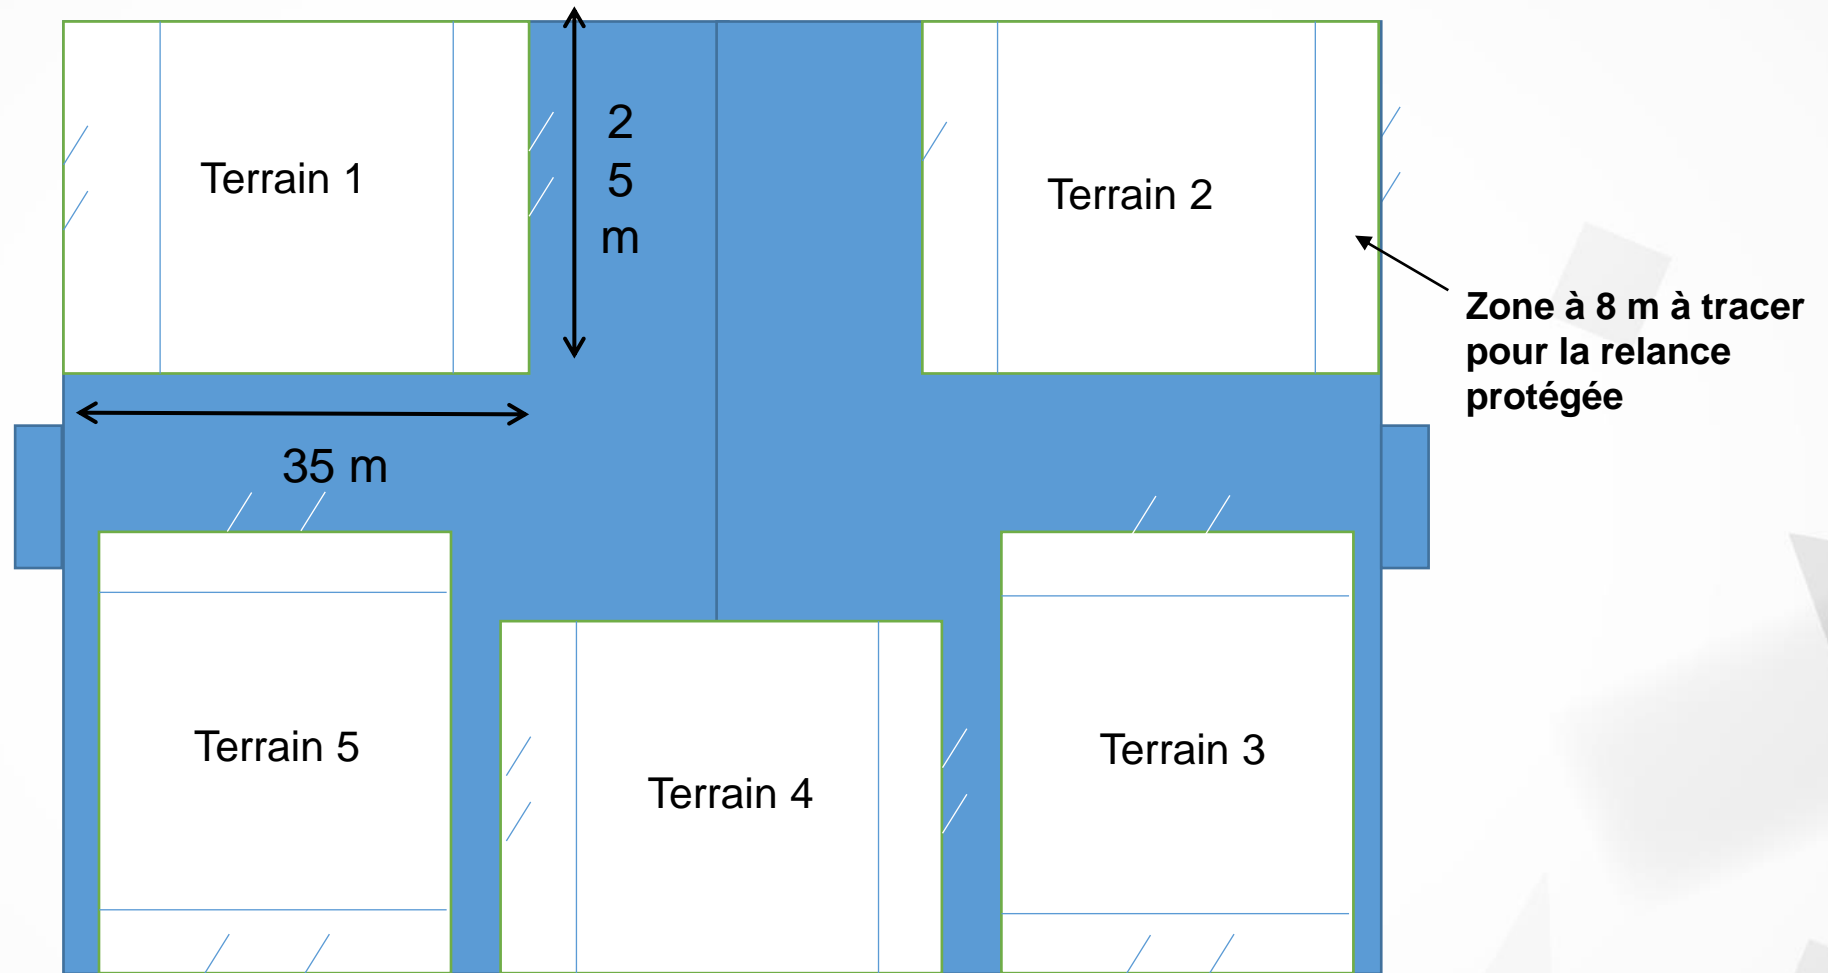 Terrain 1
2
5
m
Terrain 2
Zone à 8 m à tracer
pour la relance
protégée
35 m
Terrain 5
Terrain 4
Terrain 3